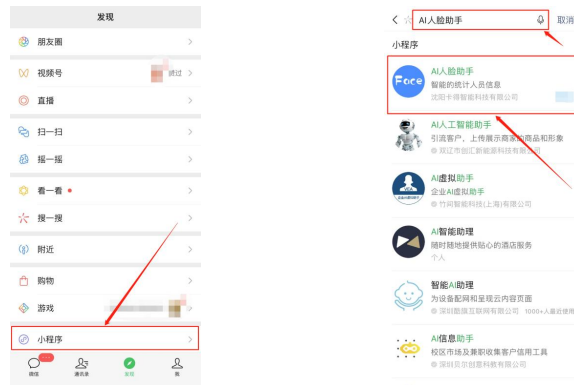 发现
朋友圈
视频号
赞过
直播
扫一扫
摇一摇
看一看
搜一搜
附近
购物
游戏
小程序
微信
通讯录
发现
我
AI人脸助手
取消
小程序
Face
AI人脸助手
智能的统计人员信息
沈阳卡得智能科技有限公司
AI人工智能助手
引流客户，上传展示商家的商品和形象
双辽市创汇新能源科技有限公司
AI虚拟助手
企业AI虚拟助手
竹间智能科技(上海)有限公司
AI智能助理
随时随地提供贴心的酒店服务
个人
智能AI助理
为设备配网和呈现云内容页面
深圳酷旗互联网有限公司 1000+人最近使用
AI信息助手
校区市场及兼职收集客户信用工具
深圳贝尔创意科教有限公司